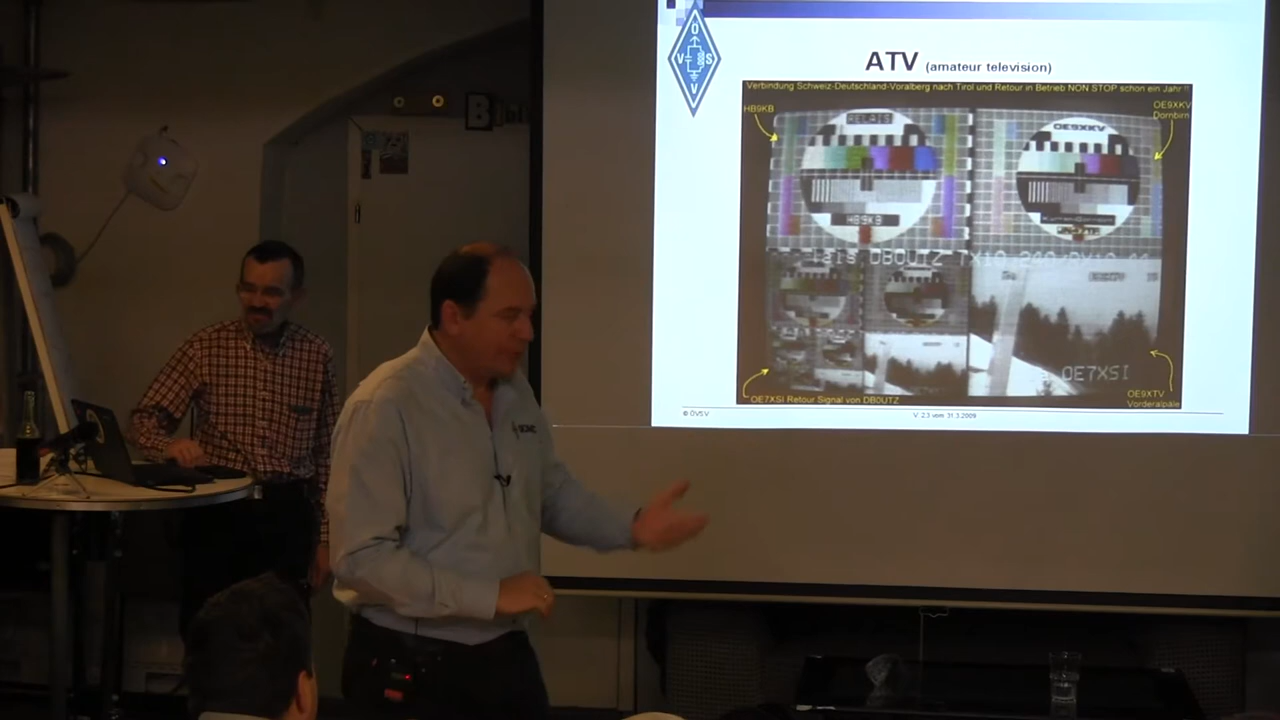 Ö
V S
V
ATV (amateur television)
Verbindung Schweiz-Deutschland-Voralberg nach Tirol und Retour in Betrieb NON STOP schon ein Jahr !!
HB9KB
OE9XKV
Dornbirn
RELAIS
OE9XKV
HB9KB
DB0UTZ
OE7XSI
OE7XSI Retour Signal von DB0UTZ
OE9XTV
Vorderalpele
© ÖVSV
V. 2.3 vom 31.3.2009
B